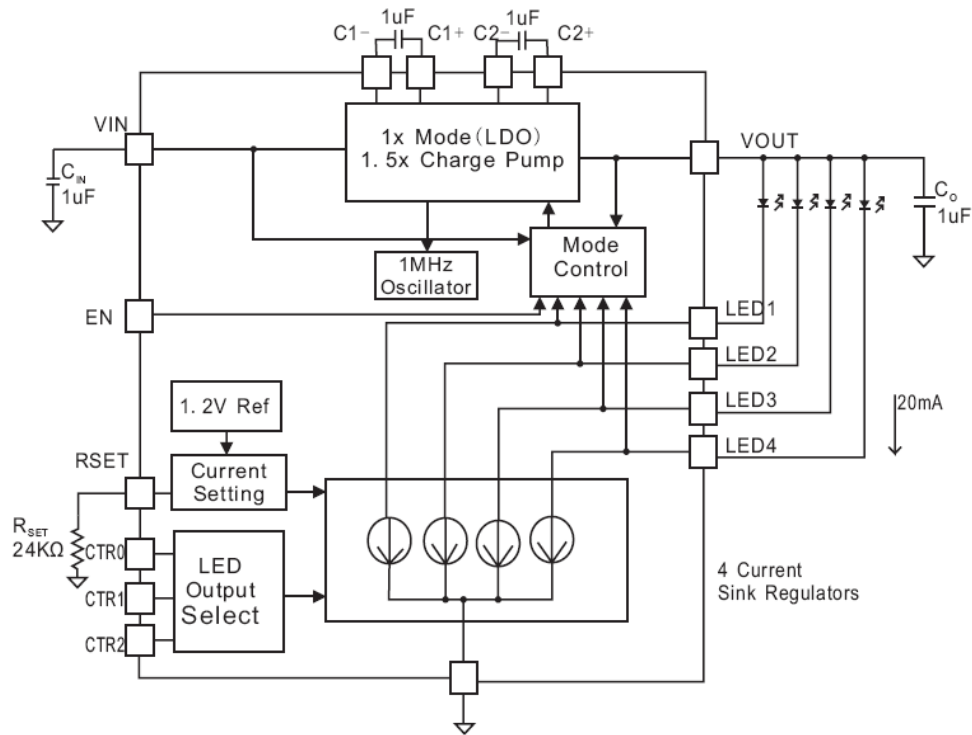 1uF
1uF
C1- C1+ C2- C2+
VIN
1x Mode(LDO)
1. 5x Charge Pump
VOUT
CIN
1uF
CO
1uF
1MHz
Oscillator
Mode
Control
EN
LED1
LED2
LED3
LED4
20mA
1. 2V Ref
RSET
Current
Setting
RSET
24KΩ
CTR0
CTR1
CTR2
LED
Output
Select
4 Current
Sink Regulators